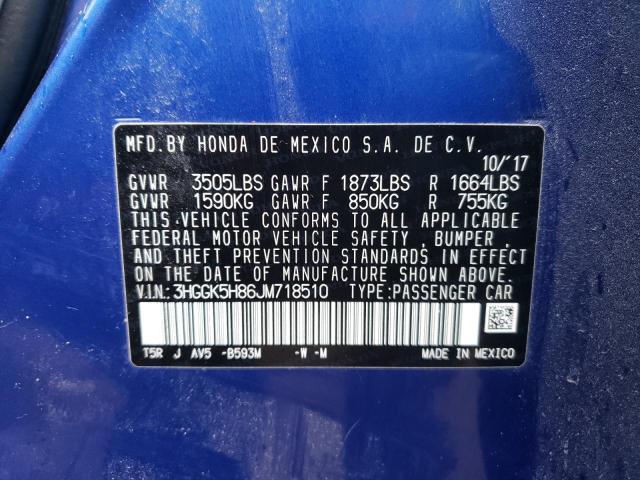 MFD. BY HONDA DE MEXICO S.A. DE C.V.
10/'17
GVWR 3505LBS GAWR F 1873LBS R 1664LBS
GVWR 1590KG GAWR F 850KG R 755KG
THIS VEHICLE CONFORMS TO ALL APPLICABLE
FEDERAL MOTOR VEHICLE SAFETY , BUMPER ,
AND THEFT PREVENTION STANDARDS IN EFFECT
ON THE DATE OF MANUFACTURE SHOWN ABOVE.
V.I.N.: 3HGGK5H86JM718510 TYPE:PASSENGER CAR
T5R J AV5 -B593M -W -M MADE IN MEXICO